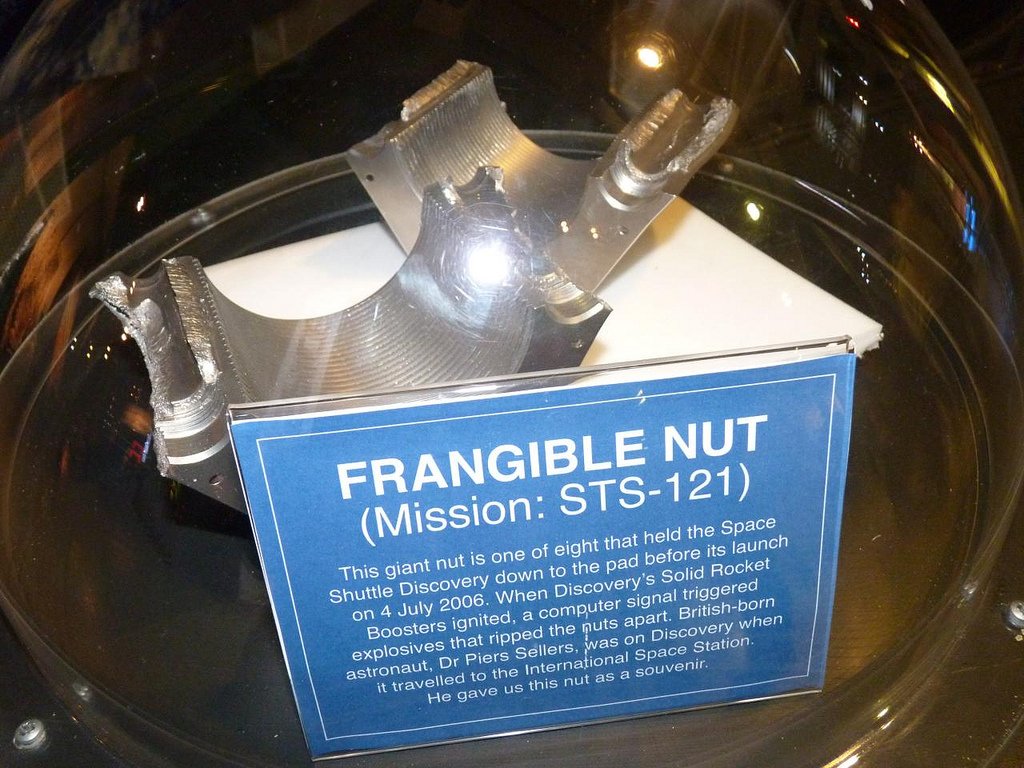 FRANGIBLE NUT
(Mission: STS-121)
This giant nut is one of eight that held the Space
Shuttle Discovery down to the pad before its launch
on 4 July 2006. When Discovery's Solid Rocket
Boosters ignited, a computer signal triggered
explosives that ripped the nuts apart. British-born
astronaut, Dr Piers Sellers, was on Discovery when
it travelled to the International Space Station.
He gave us this nut as a souvenir.